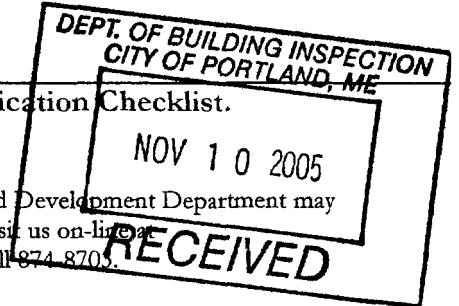 DEPT. OF BUILDING INSPECTION
CITY OF PORTLAND, ME
ication Checklist.
NOV 1 0 2005
d Development Department may
sit us on-line at
ll 874-8703.
RECEIVED